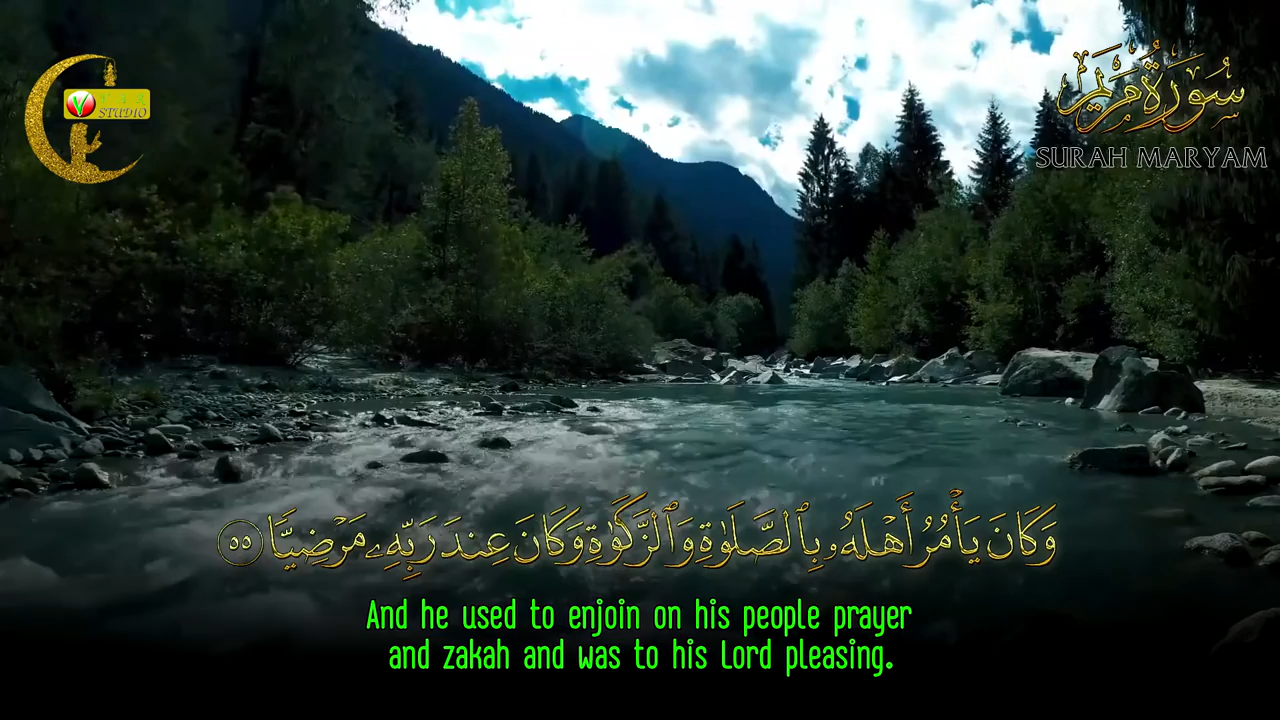 STUDIO
سُورَةُ مَرْيَم
SURAH MARYAM
وَكَانَ يَأْمُرُ أَهْلَهُۥ بِٱلصَّلَوٰةِ وَٱلزَّكَوٰةِ وَكَانَ عِندَ رَبِّهِۦ مَرْضِيًّا ٥٥
And he used to enjoin on his people prayer
and zakah and was to his Lord pleasing.